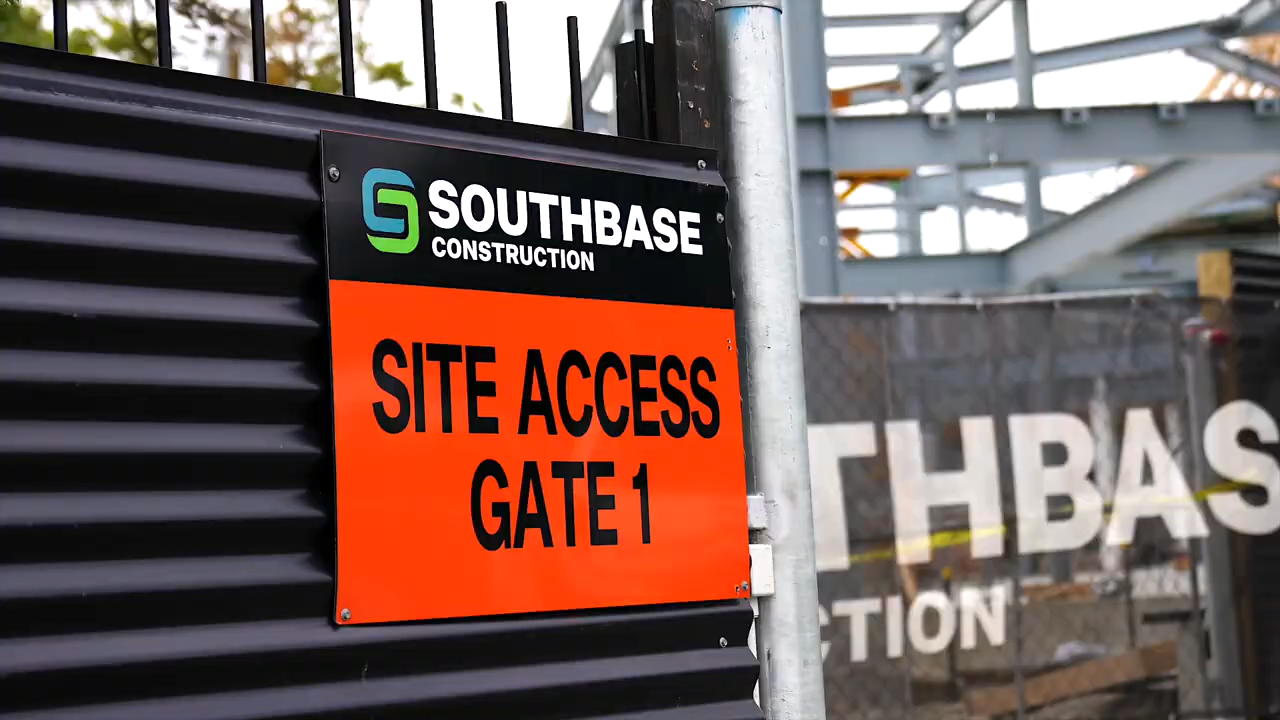 SOUTHBASE
CONSTRUCTION
SITE ACCESS
GATE 1
THBAS
CTION